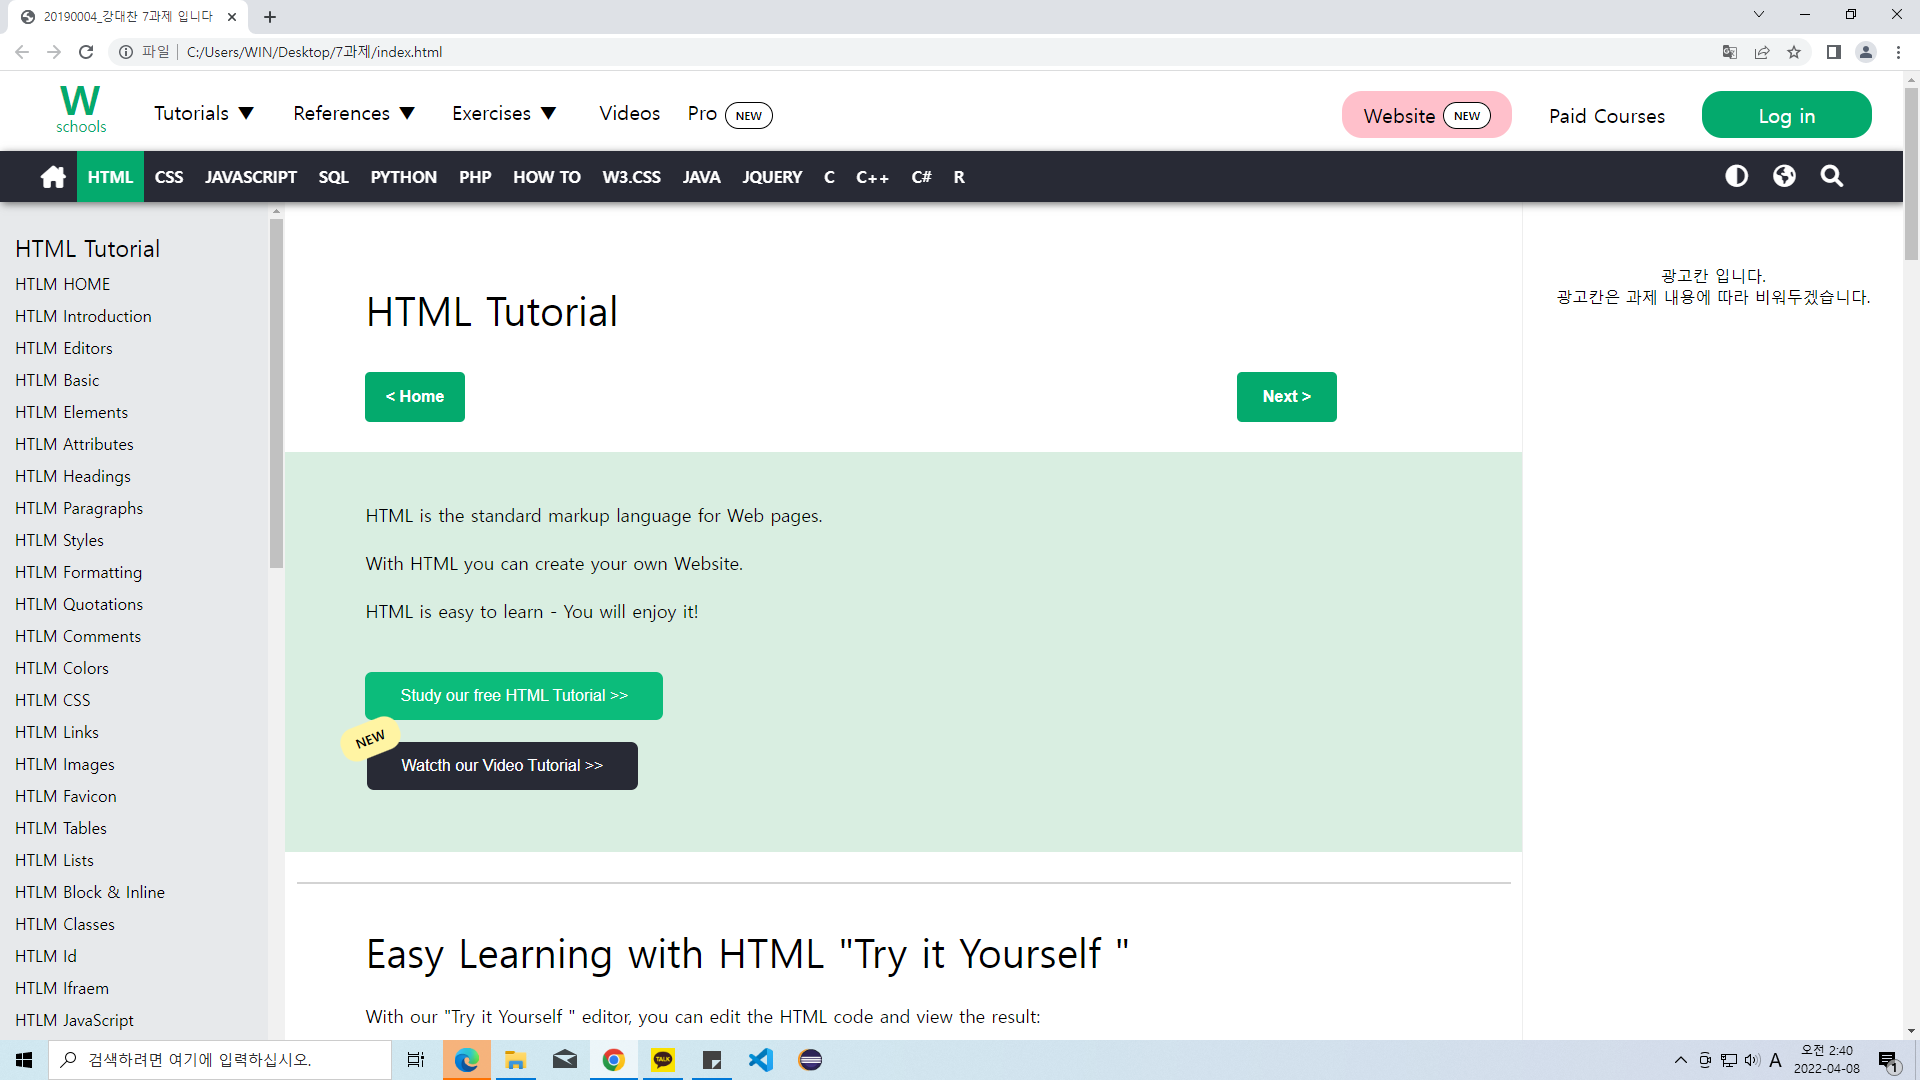 20190004_강대찬 7과제 입니다
파일 C:/Users/WIN/Desktop/7과제/index.html
W
schools
Tutorials ▼ References ▼ Exercises ▼ Videos Pro NEW Website NEW Paid Courses Log in
HTML CSS JAVASCRIPT SQL PYTHON PHP HOW TO W3.CSS JAVA JQUERY C C++ C# R
HTML Tutorial
HTLM HOME
HTLM Introduction
HTLM Editors
HTLM Basic
HTLM Elements
HTLM Attributes
HTLM Headings
HTLM Paragraphs
HTLM Styles
HTLM Formatting
HTLM Quotations
HTLM Comments
HTLM Colors
HTLM CSS
HTLM Links
HTLM Images
HTLM Favicon
HTLM Tables
HTLM Lists
HTLM Block & Inline
HTLM Classes
HTLM Id
HTLM Ifraem
HTLM JavaScript
HTML Tutorial
< Home
Next >
HTML is the standard markup language for Web pages.
With HTML you can create your own Website.
HTML is easy to learn - You will enjoy it!
Study our free HTML Tutorial >>
NEW
Watcth our Video Tutorial >>
Easy Learning with HTML "Try it Yourself "
With our "Try it Yourself " editor, you can edit the HTML code and view the result:
광고칸 입니다.
광고칸은 과제 내용에 따라 비워두겠습니다.
검색하려면 여기에 입력하십시오.
TALK
A
오전 2:40
2022-04-08
1